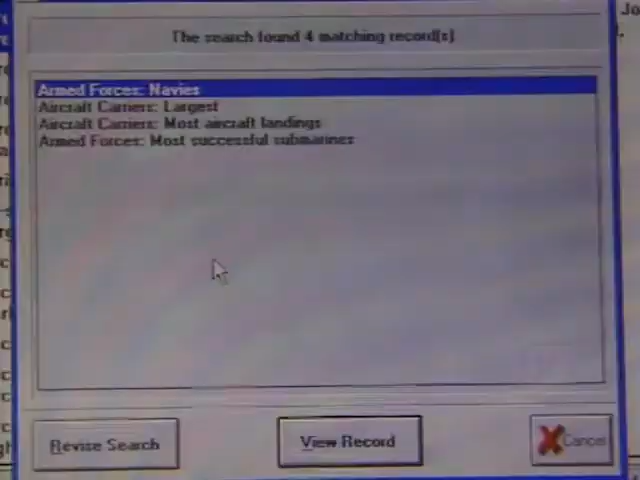 The search found 4 matching record(s)
Armed Forces: Navies
Aircraft Carriers: Largest
Aircraft Carriers: Most aircraft landings
Armed Forces: Most successful submarines
Revise Search
View Record
Cancel
Jo